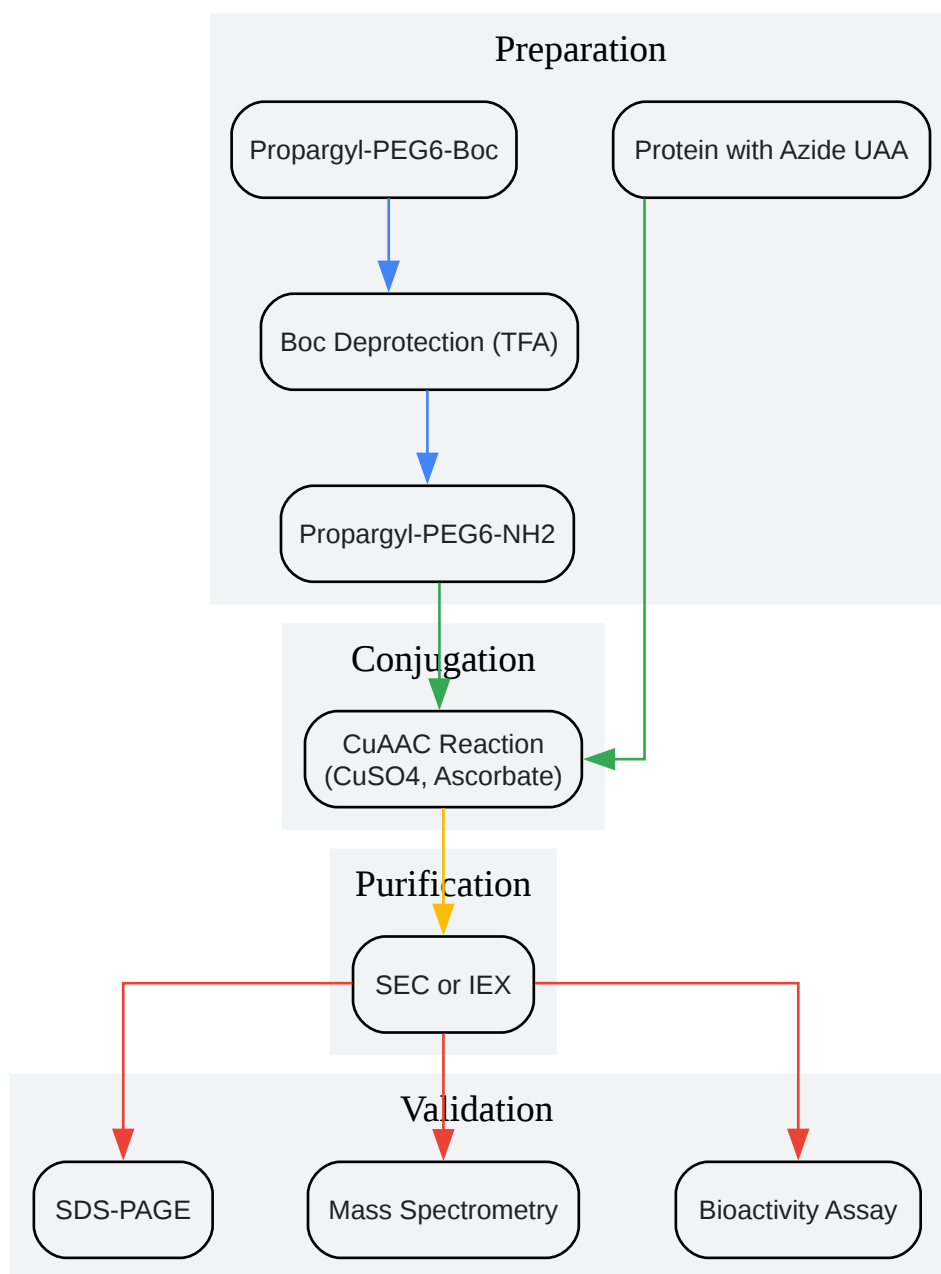 Preparation
Propargyl-PEG6-Boc
Protein with Azide UAA
Boc Deprotection (TFA)
Propargyl-PEG6-NH2
Conjugation
CuAAC Reaction
(CuSO4, Ascorbate)
Purification
SEC or IEX
Validation
SDS-PAGE
Mass Spectrometry
Bioactivity Assay